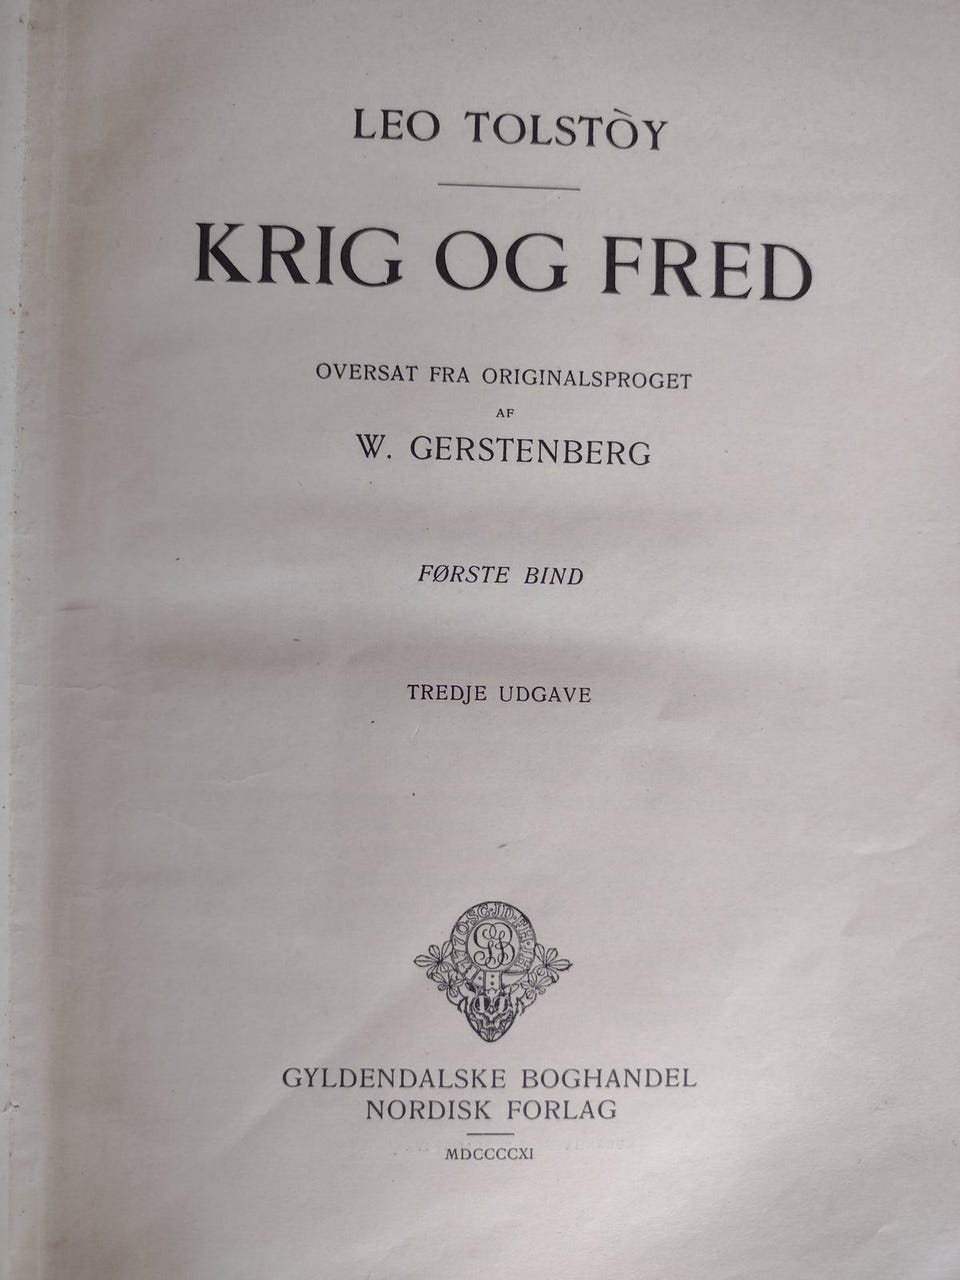 LEO TOLSTÒY
KRIG OG FRED
OVERSAT FRA ORIGINALSPROGET
AF
W. GERSTENBERG
FØRSTE BIND
TREDJE UDGAVE
GYLDENDALSKE BOGHANDEL
NORDISK FORLAG
MDCCCCXI